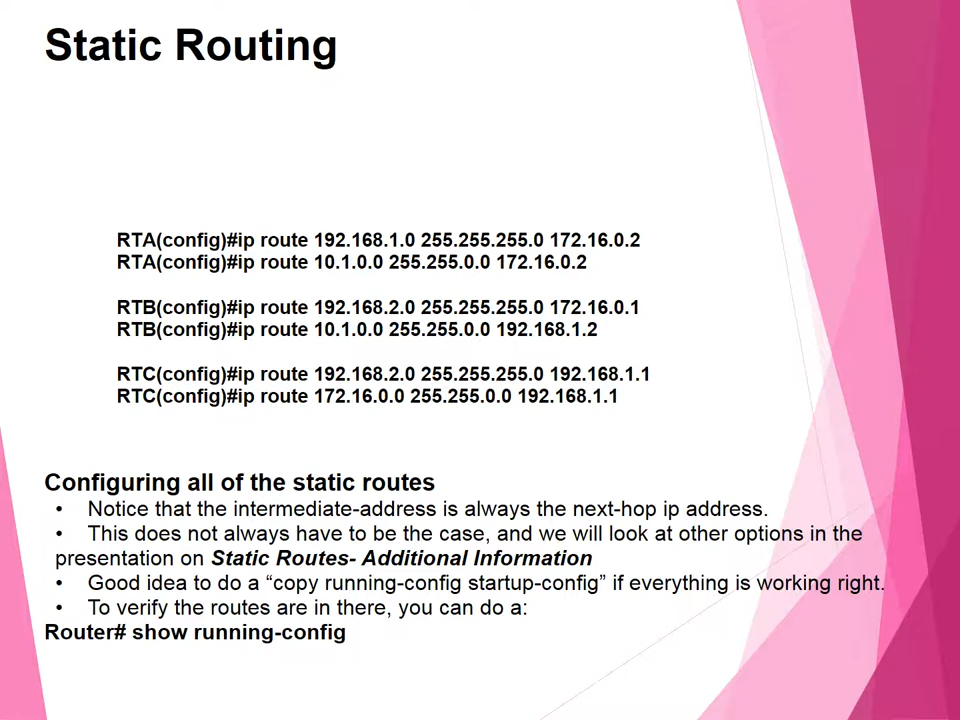 Static Routing
RTA(config)#ip route 192.168.1.0 255.255.255.0 172.16.0.2
RTA(config)#ip route 10.1.0.0 255.255.0.0 172.16.0.2
RTB(config)#ip route 192.168.2.0 255.255.255.0 172.16.0.1
RTB(config)#ip route 10.1.0.0 255.255.0.0 192.168.1.2
RTC(config)#ip route 192.168.2.0 255.255.255.0 192.168.1.1
RTC(config)#ip route 172.16.0.0 255.255.0.0 192.168.1.1
Configuring all of the static routes
• Notice that the intermediate-address is always the next-hop ip address.
• This does not always have to be the case, and we will look at other options in the
presentation on Static Routes- Additional Information
• Good idea to do a “copy running-config startup-config” if everything is working right.
• To verify the routes are in there, you can do a:
Router# show running-config